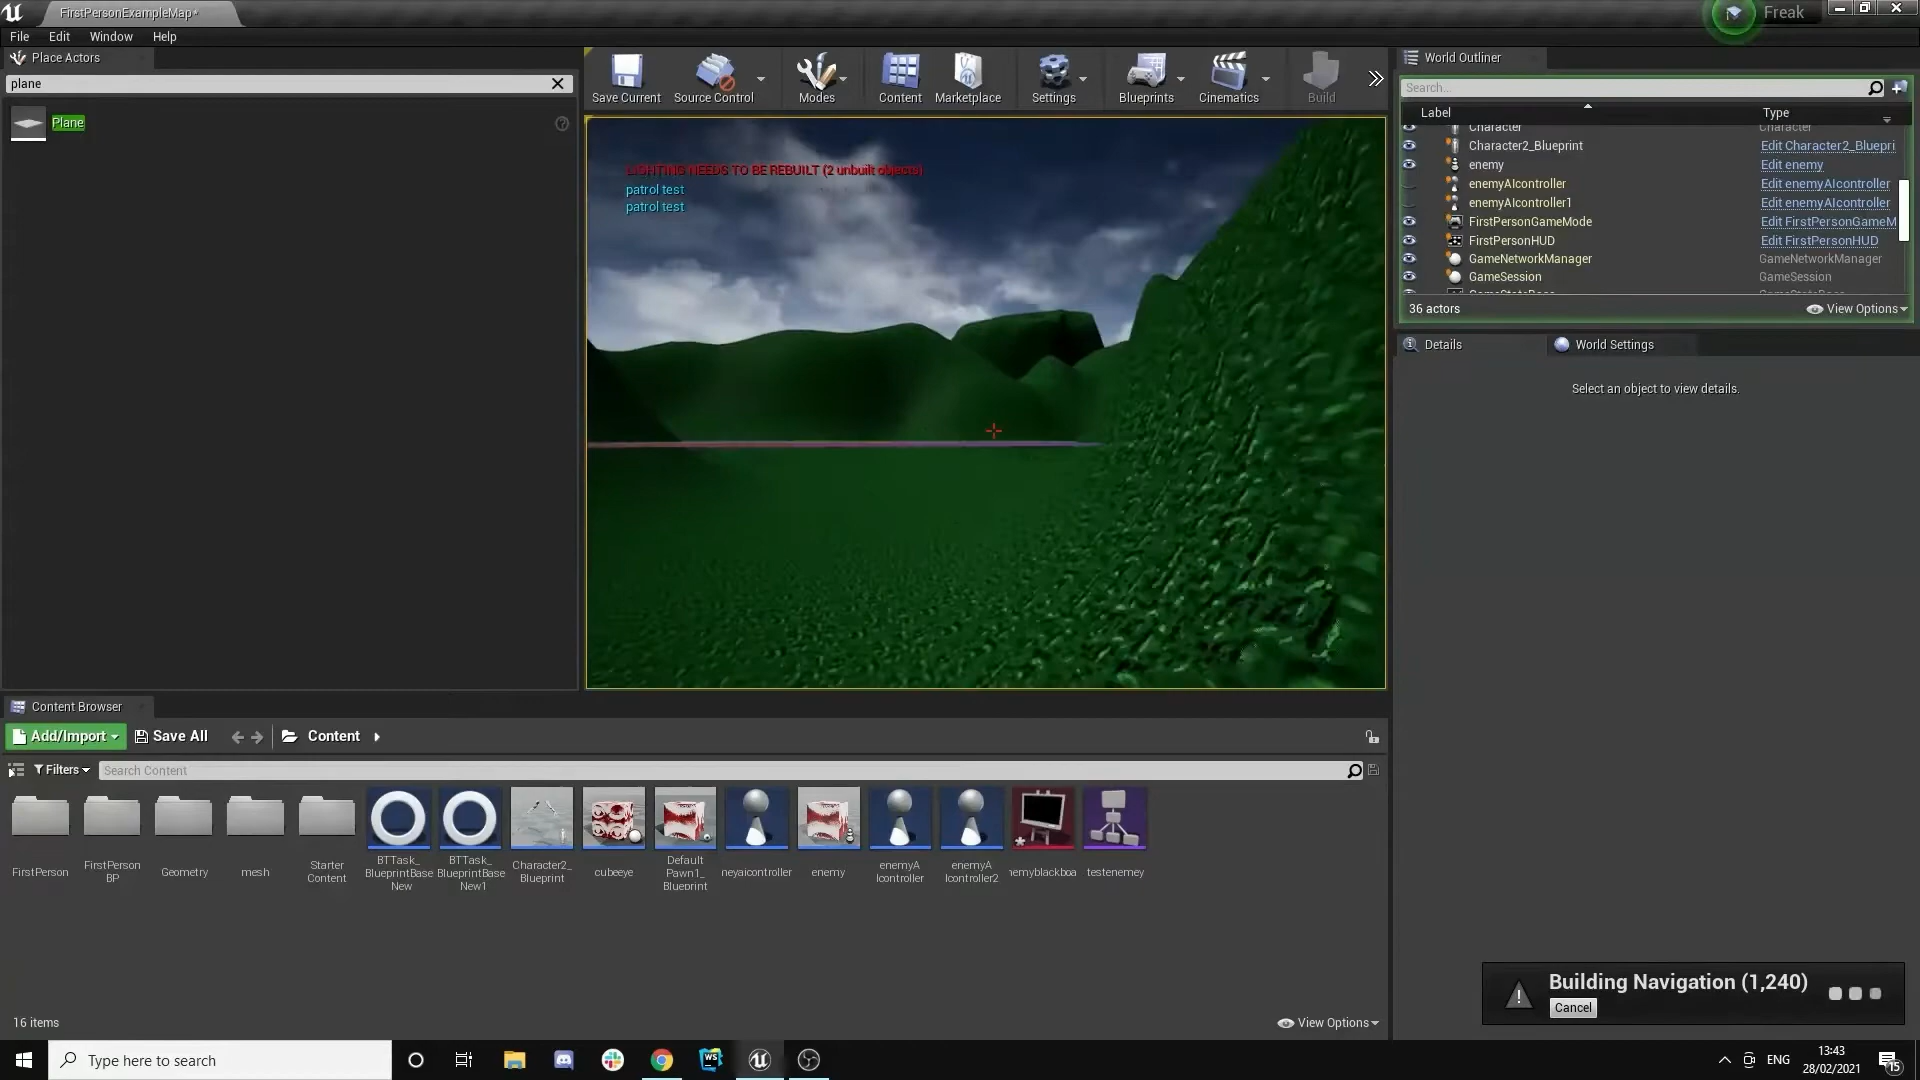 FirstPersonExampleMap*
Freak
File Edit Window Help
Place Actors
plane
Plane
Save Current
Source Control
Modes
Content
Marketplace
Settings
Blueprints
Cinematics
Build
LIGHTING NEEDS TO BE REBUILT (2 unbuilt objects)
patrol test
patrol test
World Outliner
Search...
Label Type
Character Character
Character2_Blueprint Edit Character2_Bluepri
enemy Edit enemy
enemyAIcontroller Edit enemyAIcontroller
enemyAIcontroller1 Edit enemyAIcontroller
FirstPersonGameMode Edit FirstPersonGameM
FirstPersonHUD Edit FirstPersonHUD
GameNetworkManager GameNetworkManager
GameSession GameSession
36 actors
View Options
Details
World Settings
Select an object to view details.
Content Browser
Add/Import
Save All
Content
Filters
Search Content
FirstPerson
FirstPerson
BP
Geometry
mesh
Starter
Content
BTTask_
BlueprintBase
New
BTTask_
BlueprintBase
New1
Character2_
Blueprint
cubeeye
Default
Pawn1_
Blueprint
neyaicontroller
enemy
enemyA
Icontroller
enemyA
Icontroller2
nemyblackboa
testenemey
16 items
View Options
Building Navigation (1,240)
Cancel
Type here to search
WS
ENG
13:43
28/02/2021
15